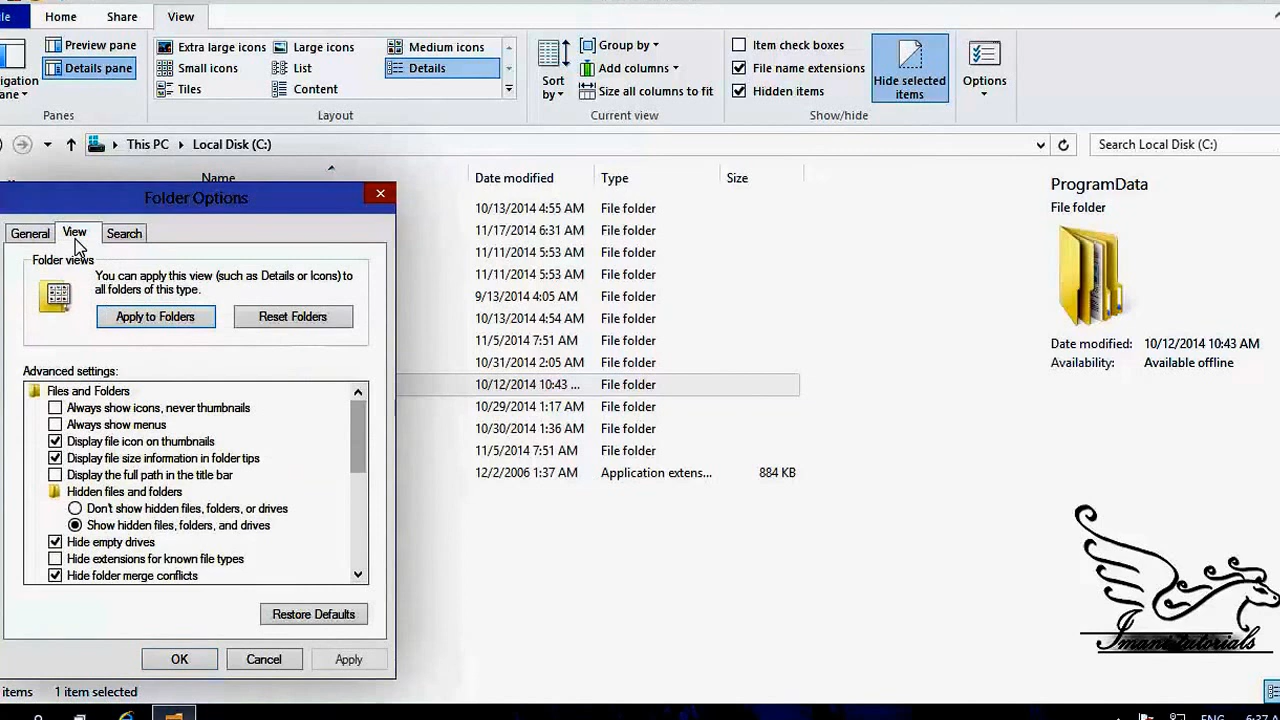 ile Home Share View
Preview pane
Details pane
igation
ane
Panes
Extra large icons Large icons Medium icons
Small icons List Details
Tiles Content
Layout
Sort
by
Group by
Add columns
Size all columns to fit
Current view
Item check boxes
File name extensions
Hidden items
Hide selected
items
Show/hide
Options
This PC Local Disk (C:)
Search Local Disk (C:)
Name Date modified Type Size
10/13/2014 4:55 AM File folder
11/17/2014 6:31 AM File folder
11/11/2014 5:53 AM File folder
11/11/2014 5:53 AM File folder
9/13/2014 4:05 AM File folder
10/13/2014 4:54 AM File folder
11/5/2014 7:51 AM File folder
10/31/2014 2:05 AM File folder
10/12/2014 10:43 ... File folder
10/29/2014 1:17 AM File folder
10/30/2014 1:36 AM File folder
11/5/2014 7:51 AM File folder
12/2/2006 1:37 AM Application extens... 884 KB
ProgramData
File folder
Date modified: 10/12/2014 10:43 AM
Availability: Available offline
Folder Options
General View Search
Folder views
You can apply this view (such as Details or Icons) to
all folders of this type.
Apply to Folders Reset Folders
Advanced settings:
Files and Folders
Always show icons, never thumbnails
Always show menus
Display file icon on thumbnails
Display file size information in folder tips
Display the full path in the title bar
Hidden files and folders
Don't show hidden files, folders, or drives
Show hidden files, folders, and drives
Hide empty drives
Hide extensions for known file types
Hide folder merge conflicts
Restore Defaults
OK Cancel Apply
items 1 item selected
ENG 6:37 AM